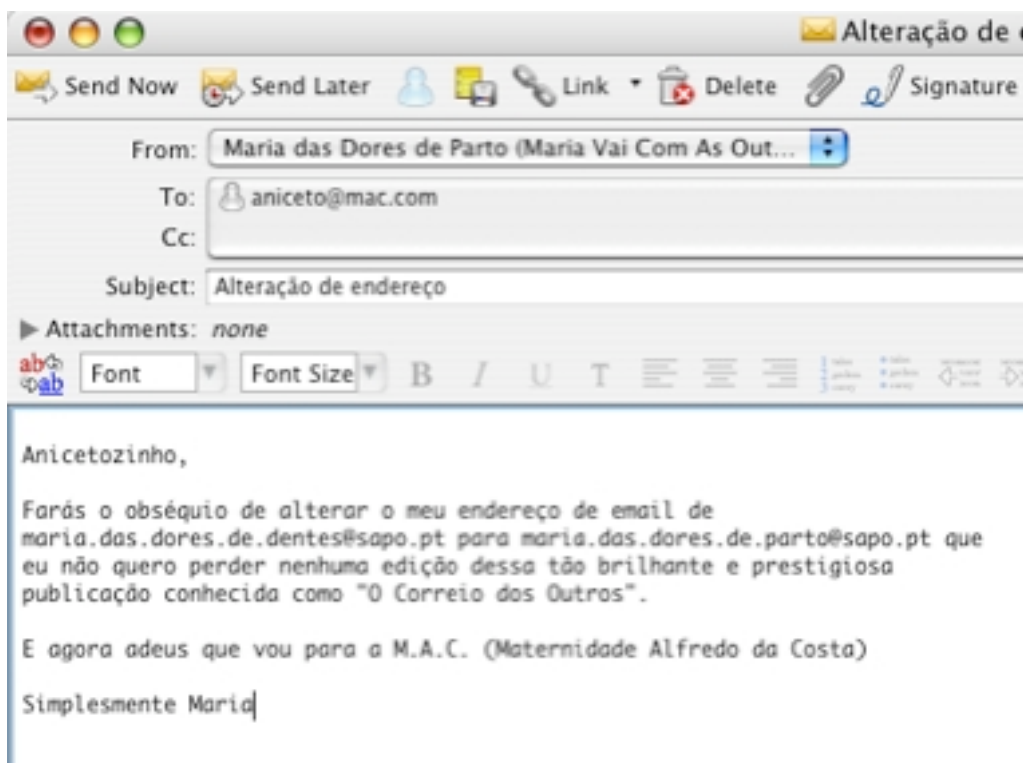 Alteração de
Send Now Send Later Link Delete Signature
From: Maria das Dores de Parto (Maria Vai Com As Out...
To: aniceto@mac.com
Cc:
Subject: Alteração de endereço
Attachments: none
Font Font Size B I U T
Anicetozinho,
Farás o obséquio de alterar o meu endereço de email de
maria.das.dores.de.dentes@sapo.pt para maria.das.dores.de.parto@sapo.pt que
eu não quero perder nenhuma edição dessa tão brilhante e prestigiosa
publicação conhecida como "O Correio dos Outros".
E agora adeus que vou para a M.A.C. (Maternidade Alfredo da Costa)
Simplesmente Maria